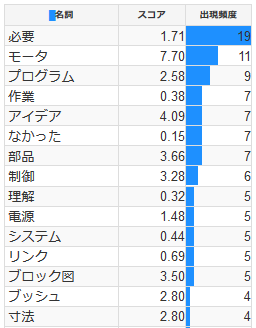 名詞 スコア 出現頻度
必要 1.71 19
モータ 7.70 11
プログラム 2.58 9
作業 0.38 7
アイデア 4.09 7
なかった 0.15 7
部品 3.66 7
制御 3.28 6
理解 0.32 5
電源 1.48 5
システム 0.44 5
リンク 0.69 5
ブロック図 3.50 5
ブッシュ 2.80 4
寸法 2.80 4